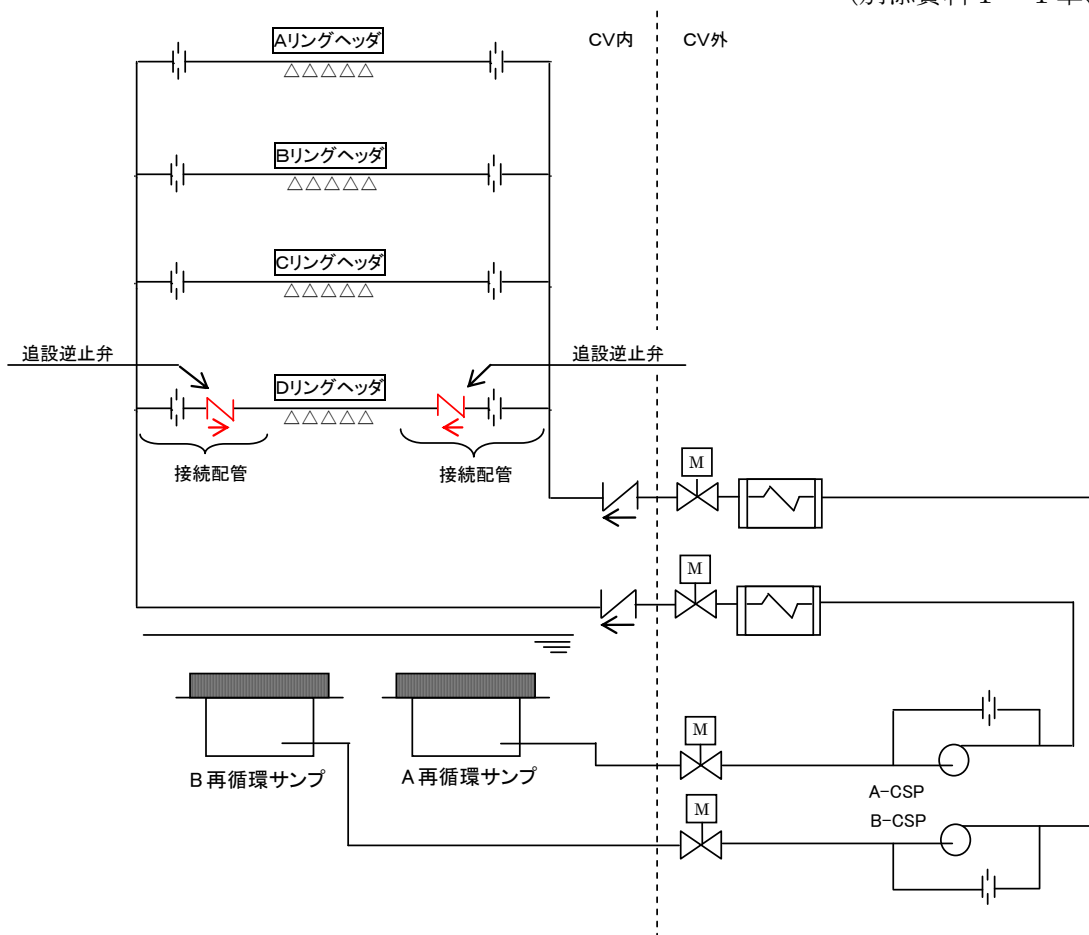 Aリングヘッダ
CV内
CV外
Bリングヘッダ
Cリングヘッダ
追設逆止弁
追設逆止弁
Dリングヘッダ
接続配管
接続配管
M
M
M
B再循環サンプ
A再循環サンプ
A-CSP
M
B-CSP